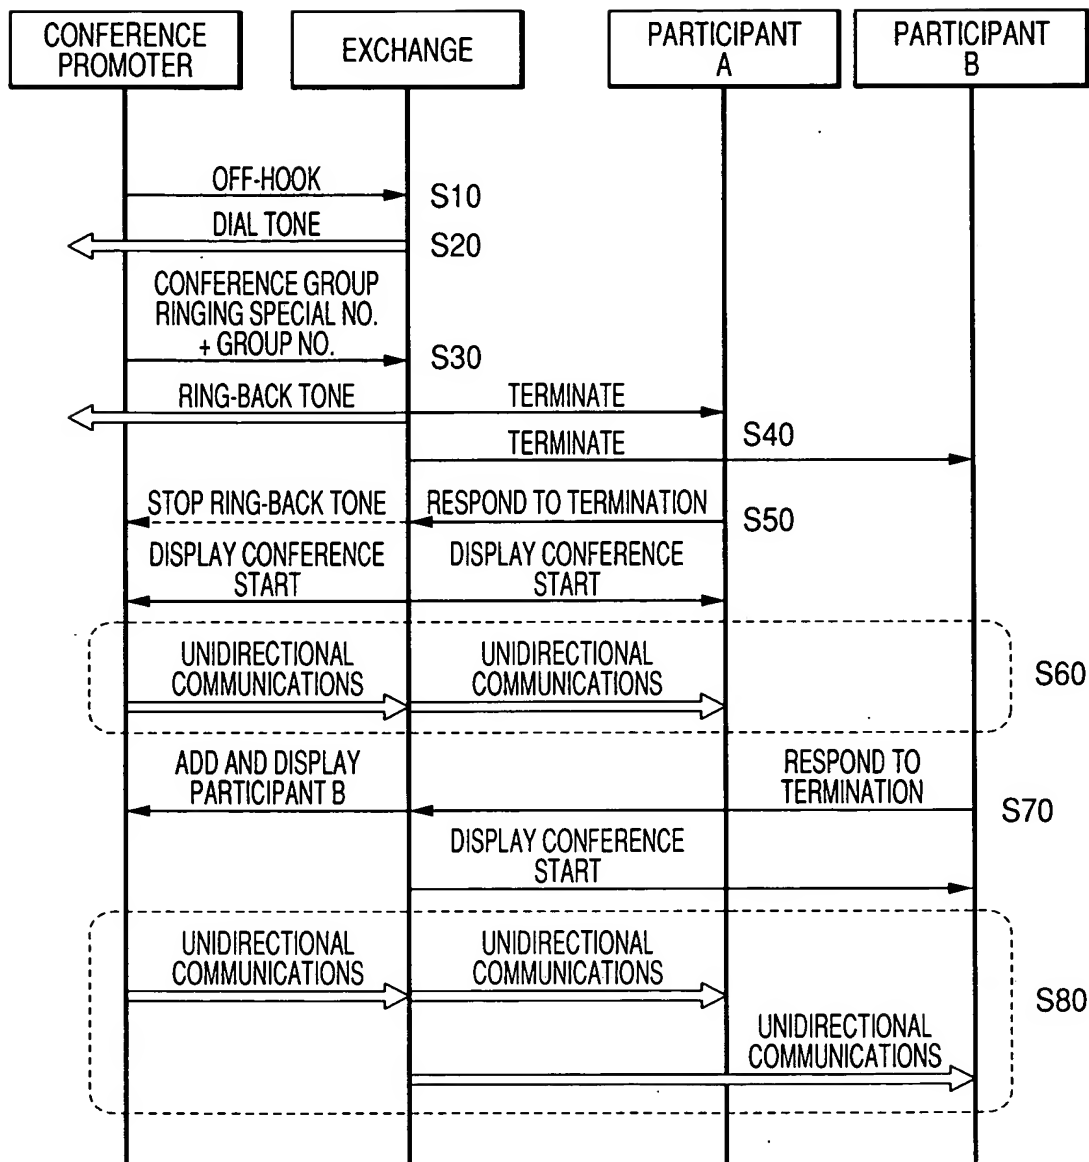 CONFERENCE
PROMOTER
EXCHANGE
PARTICIPANT
A
PARTICIPANT
B
OFF-HOOK
S10
DIAL TONE
S20
CONFERENCE GROUP
RINGING SPECIAL NO.
+ GROUP NO.
S30
RING-BACK TONE
TERMINATE
TERMINATE
S40
STOP RING-BACK TONE
RESPOND TO TERMINATION
S50
DISPLAY CONFERENCE
START
DISPLAY CONFERENCE
START
UNIDIRECTIONAL
COMMUNICATIONS
UNIDIRECTIONAL
COMMUNICATIONS
S60
ADD AND DISPLAY
PARTICIPANT B
RESPOND TO
TERMINATION
S70
DISPLAY CONFERENCE
START
UNIDIRECTIONAL
COMMUNICATIONS
UNIDIRECTIONAL
COMMUNICATIONS
S80
UNIDIRECTIONAL
COMMUNICATIONS